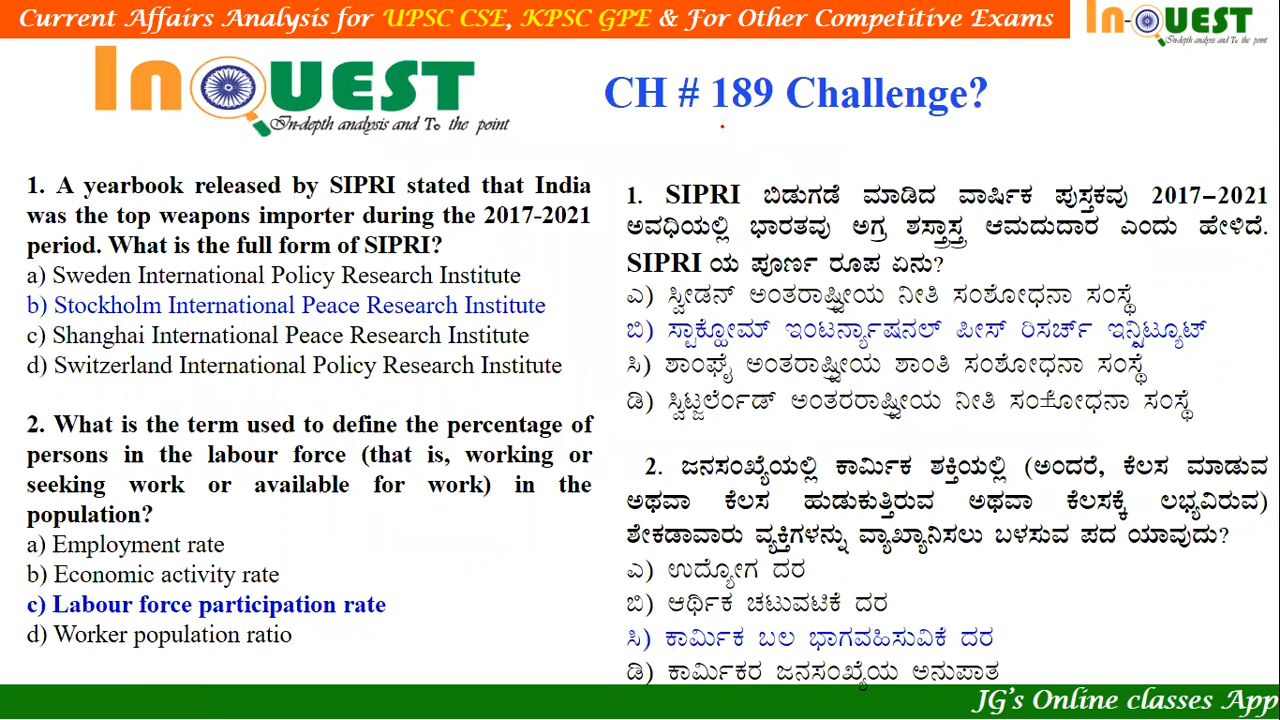 Current Affairs Analysis for UPSC CSE, KPSC GPE & For Other Competitive Exams
In-QUEST
In-depth analysis and To the point
InQUEST
In-depth analysis and To the point
CH # 189 Challenge?
1. A yearbook released by SIPRI stated that India
was the top weapons importer during the 2017-2021
period. What is the full form of SIPRI?
a) Sweden International Policy Research Institute
b) Stockholm International Peace Research Institute
c) Shanghai International Peace Research Institute
d) Switzerland International Policy Research Institute
2. What is the term used to define the percentage of
persons in the labour force (that is, working or
seeking work or available for work) in the
population?
a) Employment rate
b) Economic activity rate
c) Labour force participation rate
d) Worker population ratio
1. SIPRI ಬಿಡುಗಡೆ ಮಾಡಿದ ವಾರ್ಷಿಕ ಪುಸ್ತಕವು 2017-2021
ಅವಧಿಯಲ್ಲಿ ಭಾರತವು ಅಗ್ರ ಶಸ್ತ್ರಾಸ್ತ್ರ ಆಮದುದಾರ ಎಂದು ಹೇಳಿದೆ.
SIPRI ಯ ಪೂರ್ಣ ರೂಪ ಏನು?
ಎ) ಸ್ವೀಡನ್ ಅಂತರಾಷ್ಟ್ರೀಯ ನೀತಿ ಸಂಶೋಧನಾ ಸಂಸ್ಥೆ
ಬಿ) ಸ್ಟಾಕ್ಹೋಮ್ ಇಂಟರ್ನ್ಯಾಷನಲ್ ಪೀಸ್ ರಿಸರ್ಚ್ ಇನ್ಸ್ಟಿಟ್ಯೂಟ್
ಸಿ) ಶಾಂಘೈ ಅಂತರಾಷ್ಟ್ರೀಯ ಶಾಂತಿ ಸಂಶೋಧನಾ ಸಂಸ್ಥೆ
ಡಿ) ಸ್ವಿಟ್ಜರ್ಲೆಂಡ್ ಅಂತರರಾಷ್ಟ್ರೀಯ ನೀತಿ ಸಂಶೋಧನಾ ಸಂಸ್ಥೆ
2. ಜನಸಂಖ್ಯೆಯಲ್ಲಿ ಕಾರ್ಮಿಕ ಶಕ್ತಿಯಲ್ಲಿ (ಅಂದರೆ, ಕೆಲಸ ಮಾಡುವ
ಅಥವಾ ಕೆಲಸ ಹುಡುಕುತ್ತಿರುವ ಅಥವಾ ಕೆಲಸಕ್ಕೆ ಲಭ್ಯವಿರುವ)
ಶೇಕಡಾವಾರು ವ್ಯಕ್ತಿಗಳನ್ನು ವ್ಯಾಖ್ಯಾನಿಸಲು ಬಳಸುವ ಪದ ಯಾವುದು?
ಎ) ಉದ್ಯೋಗ ದರ
ಬಿ) ಆರ್ಥಿಕ ಚಟುವಟಿಕೆ ದರ
ಸಿ) ಕಾರ್ಮಿಕ ಬಲ ಭಾಗವಹಿಸುವಿಕೆ ದರ
ಡಿ) ಕಾರ್ಮಿಕರ ಜನಸಂಖ್ಯೆಯ ಅನುಪಾತ
JG's Online classes App